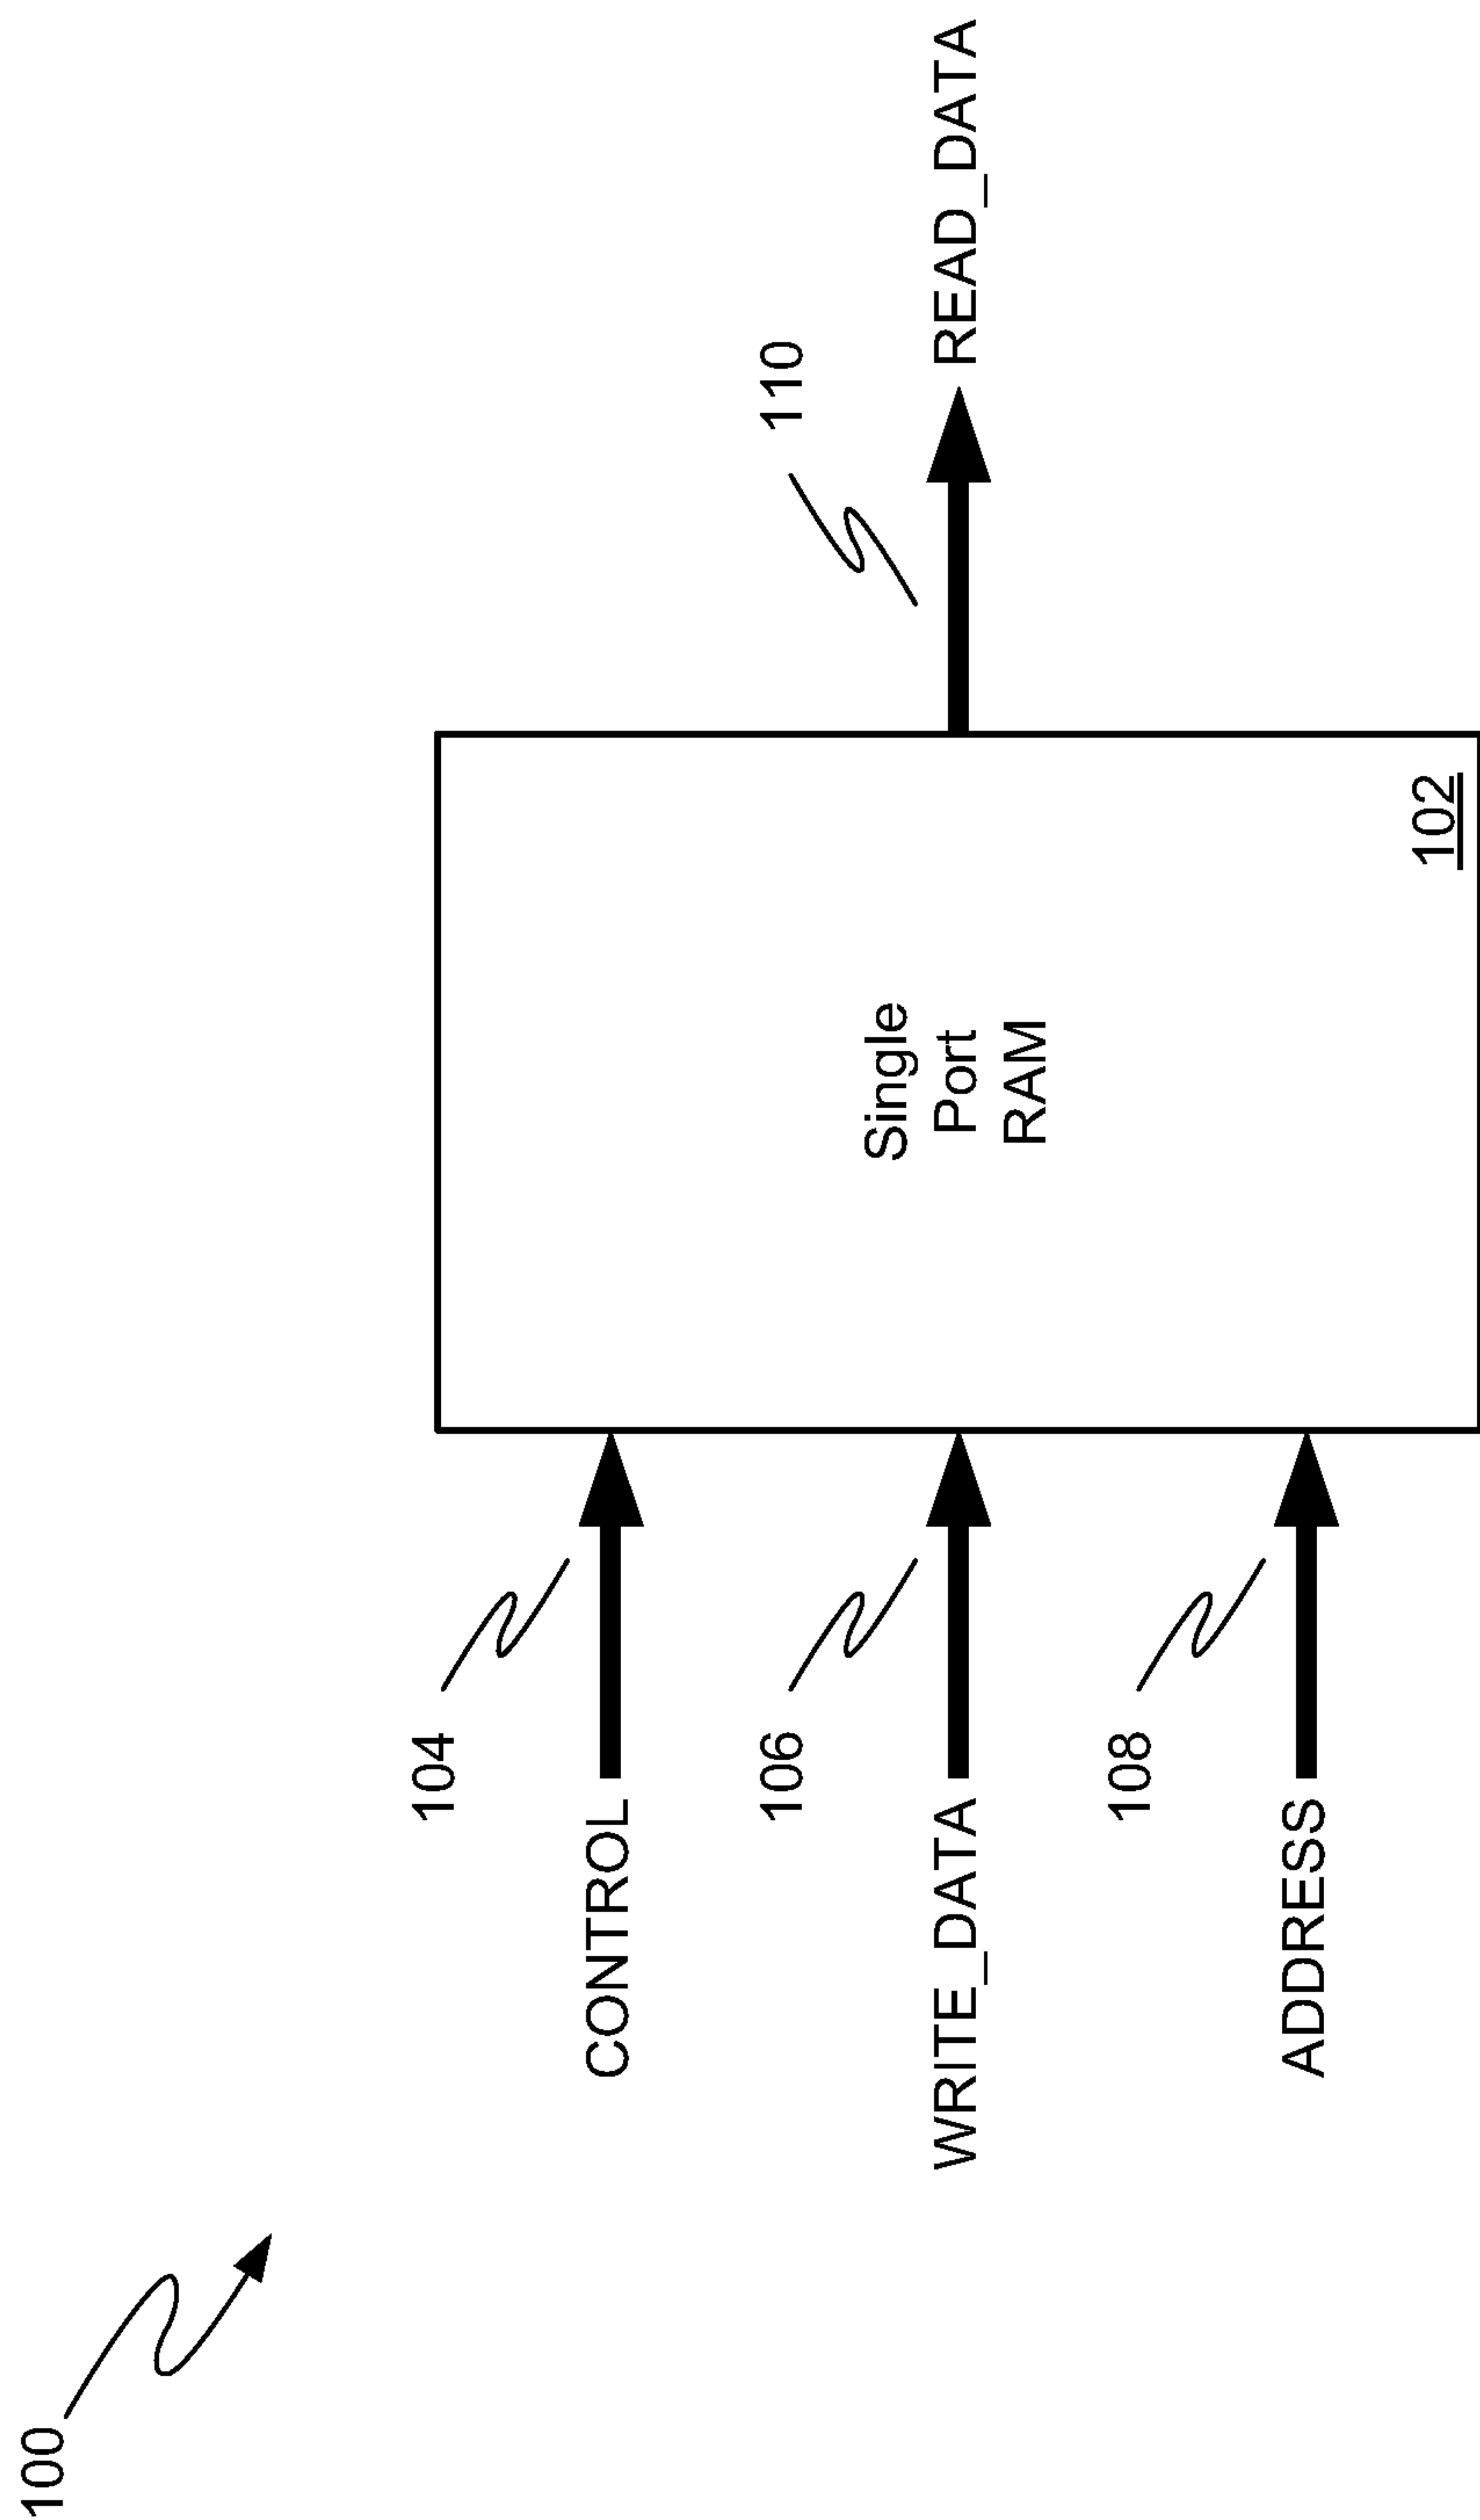 100
104
CONTROL
106
WRITE_DATA
108
ADDRESS
Single
Port
RAM
102
110
READ_DATA